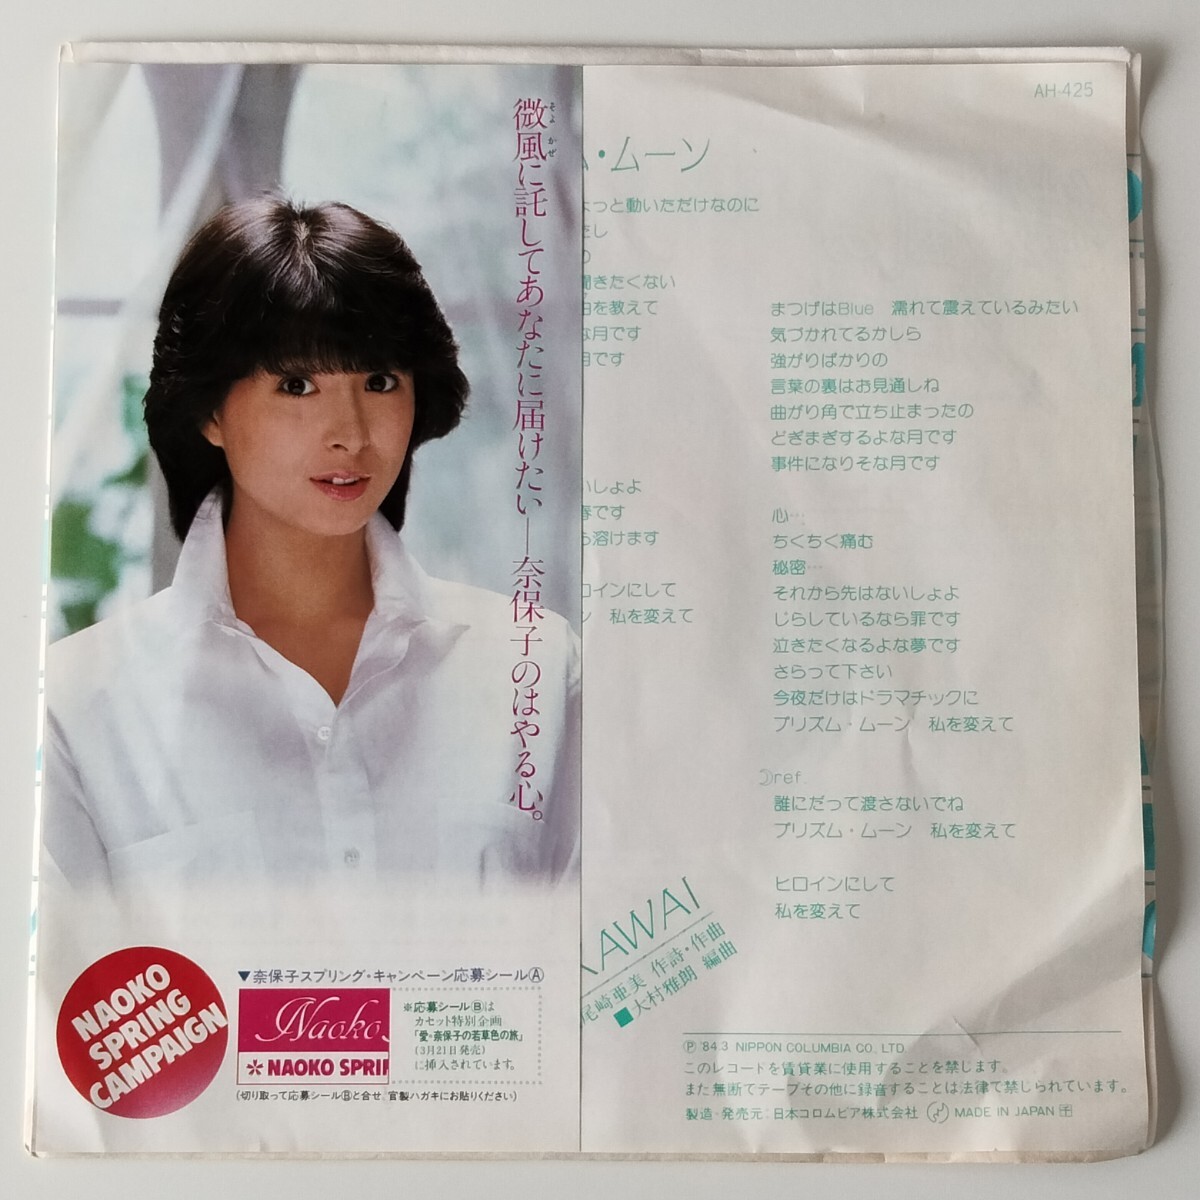 微風に託してあなたに届けたい──奈保子のはやる心。
そよ かぜ
NAOKO
SPRING
CAMPAIGN
▼奈保子スプリング・キャンペーン応募シールⒶ
Naoko
✻ NAOKO SPRI
※応募シールⒷは
カセット特別企画
「愛・奈保子の若草色の旅」
(3月21日発売)
に挿入されています。
(切り取って応募シールⒷと合せ、官製ハガキにお貼りください)
AH-425
・ムーン
っと動いただけなのに
し
きたくない
を教えて
月です
です
しょよ
です
溶けます
ロインにして
私を変えて
まつげはBlue 濡れて震えているみたい
気づかれてるかしら
強がりばかりの
言葉の裏はお見通しね
曲がり角で立ち止まったの
どぎまぎするよな月です
事件になりそな月です
心…
ちくちく痛む
秘密…
それから先はないしょよ
じらしているなら罪です
泣きたくなるよな夢です
さらって下さい
今夜だけはドラマチックに
プリズム・ムーン 私を変えて
ref.
誰にだって渡さないでね
プリズム・ムーン 私を変えて
ヒロインにして
私を変えて
KAWAI
尾崎亜美 作詩・作曲
■大村雅朗 編曲
Ⓟ '84.3 NIPPON COLUMBIA CO., LTD
このレコードを賃貸業に使用することを禁じます。
また無断でテープその他に録音することは法律で禁じられています。
製造・発売元:日本コロムビア株式会社 MADE IN JAPAN